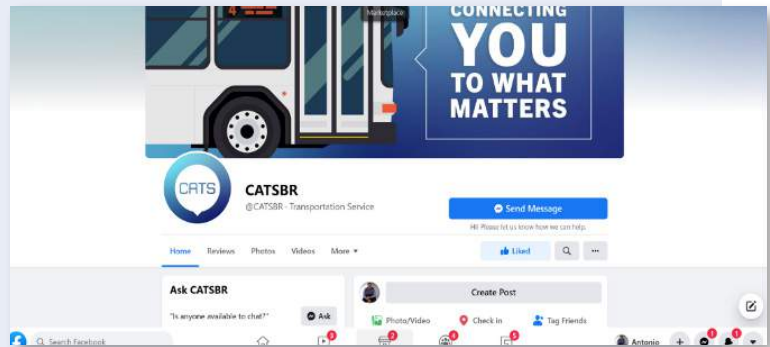 4
Marketplace
CONNECTING
YOU
TO WHAT
MATTERS
CATS
CATSBR
@CATSBR · Transportation Service
Send Message
Hi! Please let us know how we can help.
Home Reviews Photos Videos More
Liked
Ask CATSBR
Create Post
"Is anyone available to chat?"
Ask
Photo/Video Check in Tag Friends
Search Facebook
Antonio